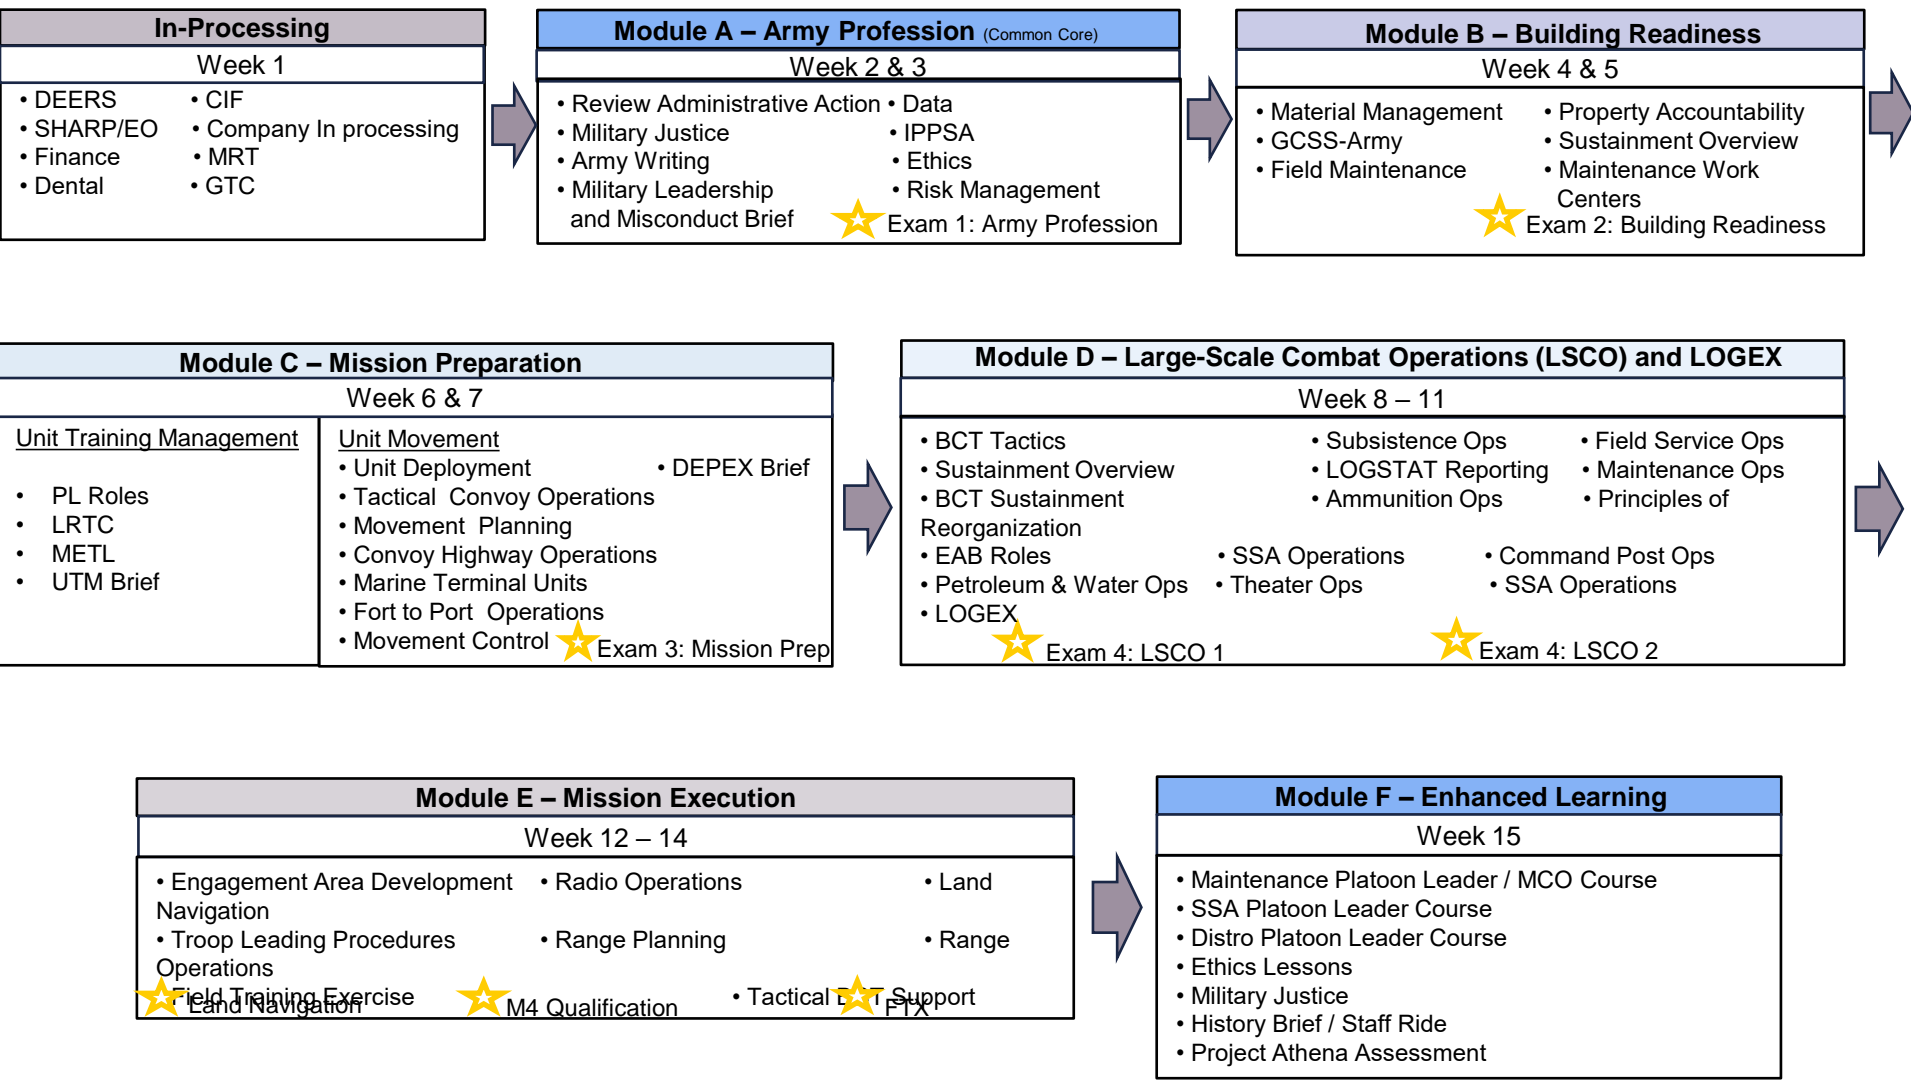 In-Processing
Week 1
• DEERS • CIF
• SHARP/EO • Company In processing
• Finance • MRT
• Dental • GTC
Module A – Army Profession (Common Core)
Week 2 & 3
• Review Administrative Action • Data
• Military Justice • IPPSA
• Army Writing • Ethics
• Military Leadership • Risk Management
and Misconduct Brief
Exam 1: Army Profession
Module B – Building Readiness
Week 4 & 5
• Material Management • Property Accountability
• GCSS-Army • Sustainment Overview
• Field Maintenance • Maintenance Work
Centers
Exam 2: Building Readiness
Module C – Mission Preparation
Week 6 & 7
Unit Training Management
• PL Roles
• LRTC
• METL
• UTM Brief
Unit Movement
• Unit Deployment • DEPEX Brief
• Tactical Convoy Operations
• Movement Planning
• Convoy Highway Operations
• Marine Terminal Units
• Fort to Port Operations
• Movement Control
Exam 3: Mission Prep
Module D – Large-Scale Combat Operations (LSCO) and LOGEX
Week 8 – 11
• BCT Tactics • Subsistence Ops • Field Service Ops
• Sustainment Overview • LOGSTAT Reporting • Maintenance Ops
• BCT Sustainment • Ammunition Ops • Principles of
Reorganization
• EAB Roles • SSA Operations • Command Post Ops
• Petroleum & Water Ops • Theater Ops • SSA Operations
• LOGEX
Exam 4: LSCO 1 Exam 4: LSCO 2
Module E – Mission Execution
Week 12 – 14
• Engagement Area Development • Radio Operations • Land
Navigation
• Troop Leading Procedures • Range Planning • Range
Operations
• Field Training Exercise • Tactical BCT Support
Land Navigation M4 Qualification FTX
Module F – Enhanced Learning
Week 15
• Maintenance Platoon Leader / MCO Course
• SSA Platoon Leader Course
• Distro Platoon Leader Course
• Ethics Lessons
• Military Justice
• History Brief / Staff Ride
• Project Athena Assessment